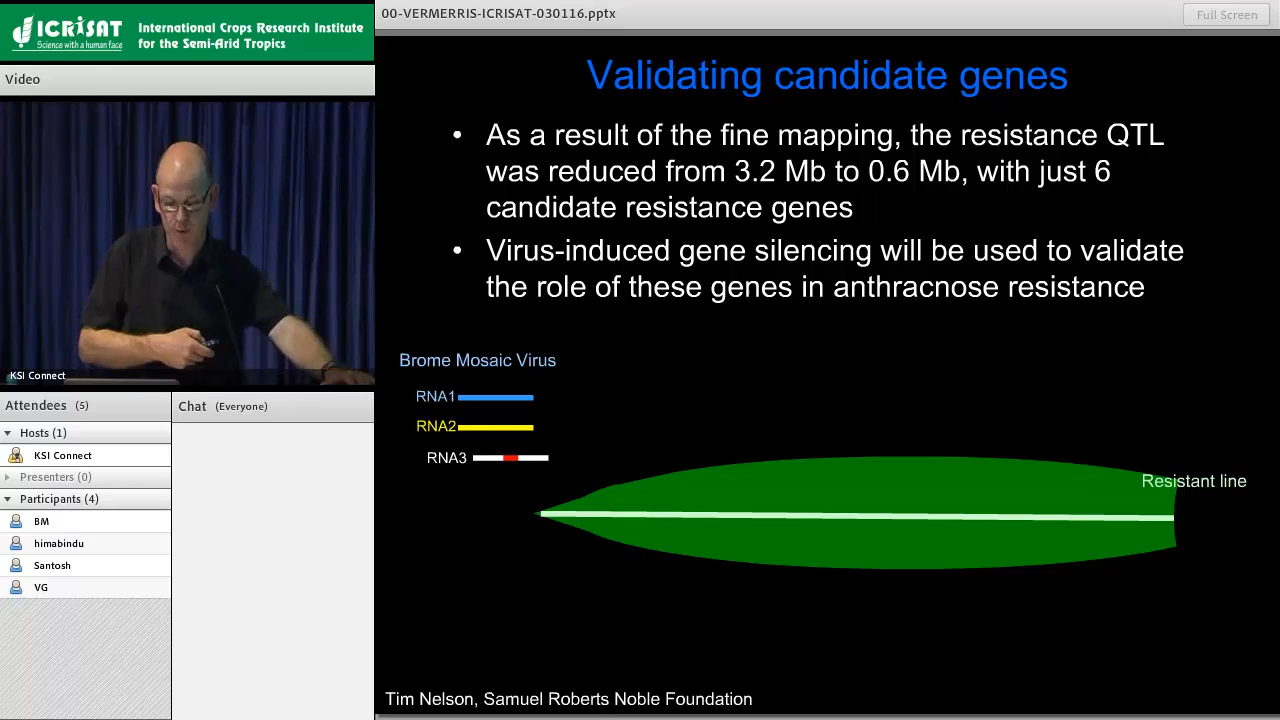 ICRISAT
Science with a human face
International Crops Research Institute
for the Semi-Arid Tropics
Video
KSI Connect
Attendees (5)
Hosts (1)
KSI Connect
Presenters (0)
Participants (4)
BM
himabindu
Santosh
VG
Chat (Everyone)
00-VERMERRIS-ICRISAT-030116.pptx
Full Screen
Validating candidate genes
• As a result of the fine mapping, the resistance QTL
was reduced from 3.2 Mb to 0.6 Mb, with just 6
candidate resistance genes
• Virus-induced gene silencing will be used to validate
the role of these genes in anthracnose resistance
Brome Mosaic Virus
RNA1
RNA2
RNA3
Resistant line
Tim Nelson, Samuel Roberts Noble Foundation